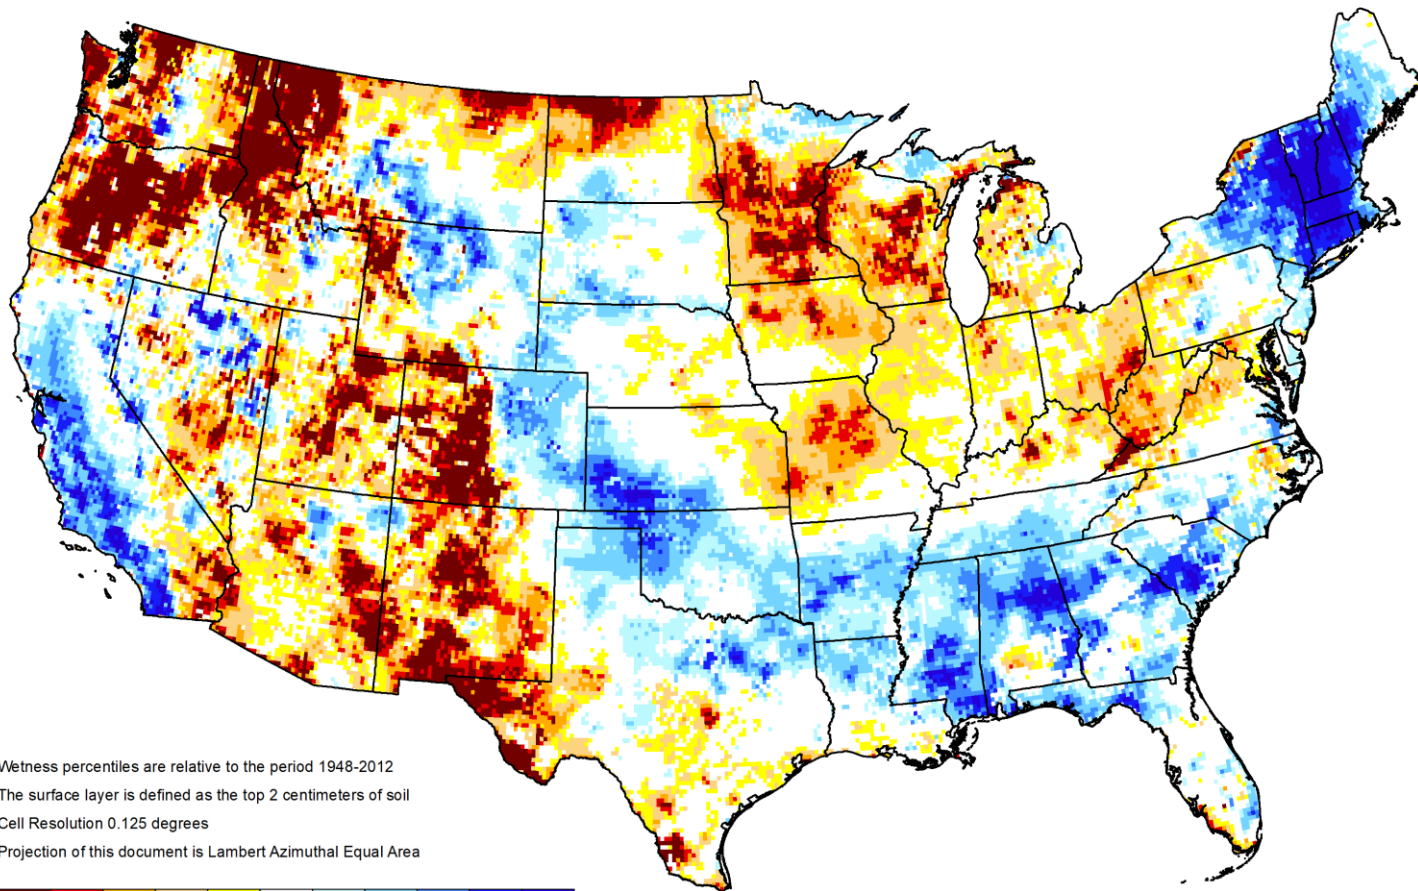 Wetness percentiles are relative to the period 1948-2012
The surface layer is defined as the top 2 centimeters of soil
Cell Resolution 0.125 degrees
Projection of this document is Lambert Azimuthal Equal Area